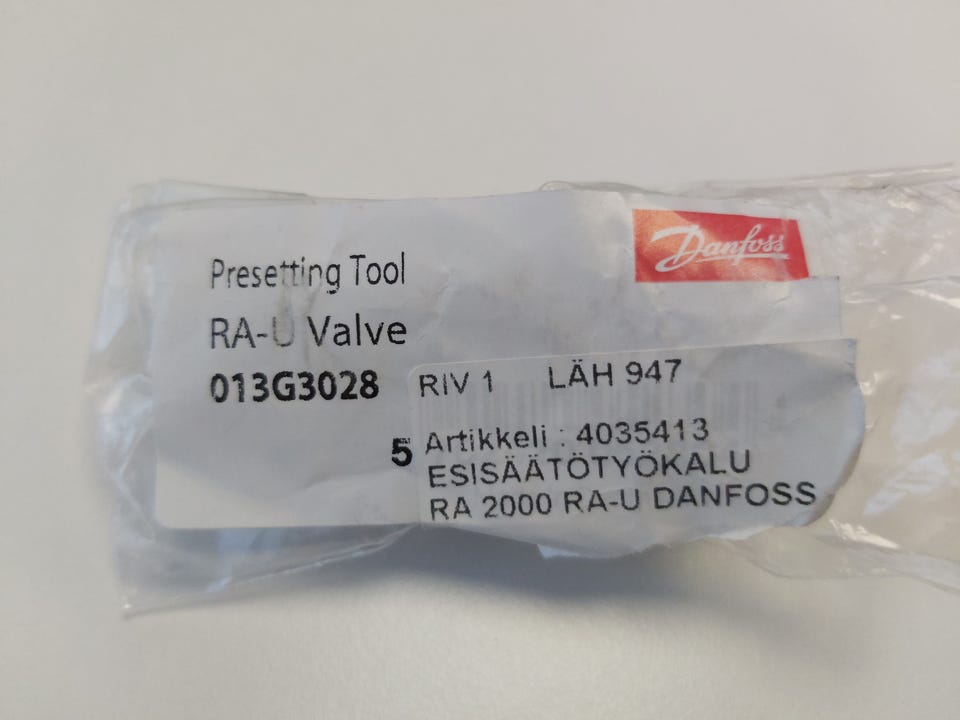 Danfoss
Presetting Tool
RA-U Valve
013G3028
RIV 1 LÄH 947
5
Artikkeli : 4035413
ESISÄÄTÖTYÖKALU
RA 2000 RA-U DANFOSS